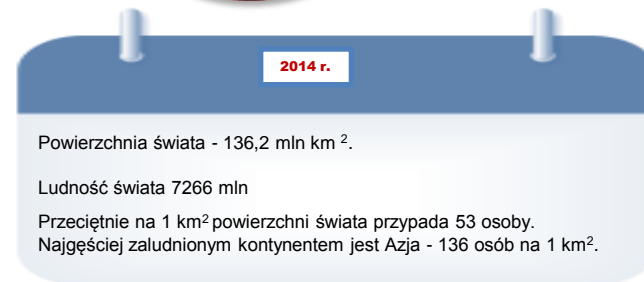 2014 r.
Powierzchnia świata - 136,2 mln km ².
Ludność świata 7266 mln
Przeciętnie na 1 km² powierzchni świata przypada 53 osoby.
Najgęściej zaludnionym kontynentem jest Azja - 136 osób na 1 km².